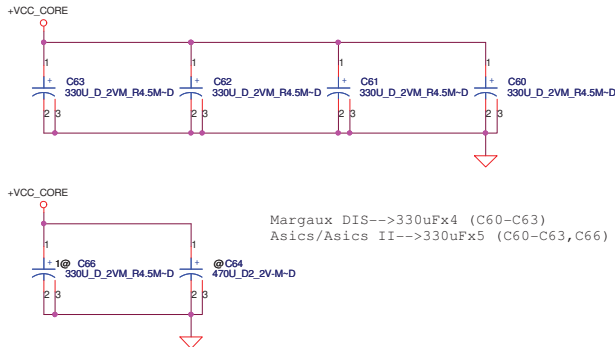 +VCC_CORE
1 1 1 1
+ C63 + C62 + C61 + C60
330U_D_2VM_R4.5M~D 330U_D_2VM_R4.5M~D 330U_D_2VM_R4.5M~D 330U_D_2VM_R4.5M~D
2 3 2 3 2 3 2 3
+VCC_CORE
Margaux DIS-->330uFx4 (C60-C63)
Asics/Asics II-->330uFx5 (C60-C63,C66)
1 1
+ 1@ C66 + @C64
330U_D_2VM_R4.5M~D 470U_D2_2V-M~D
2 3 2 3